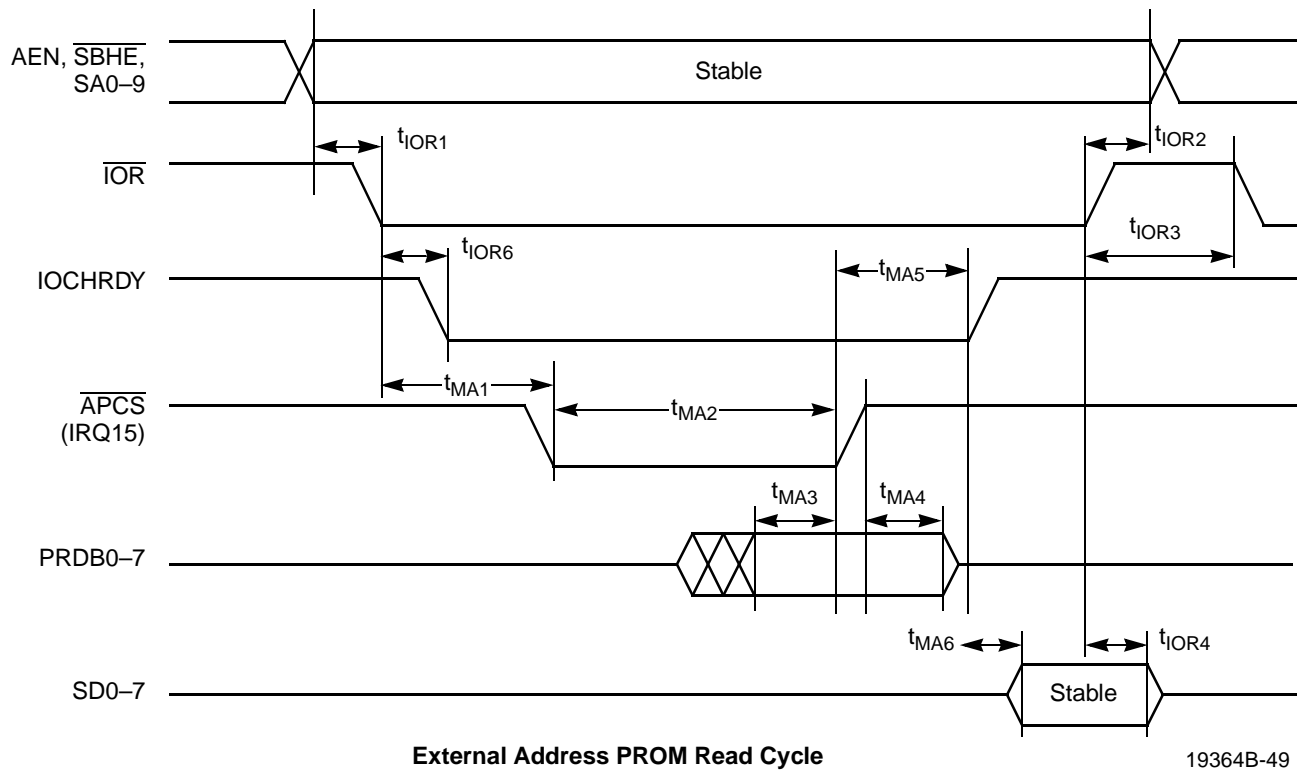 AEN, SBHE,
SA0–9
Stable
tIOR1
tIOR2
IOR
tIOR3
tIOR6
IOCHRDY
tMA5
tMA1
APCS
(IRQ15)
tMA2
tMA3
tMA4
PRDB0–7
tMA6
tIOR4
SD0–7
Stable
External Address PROM Read Cycle
19364B-49